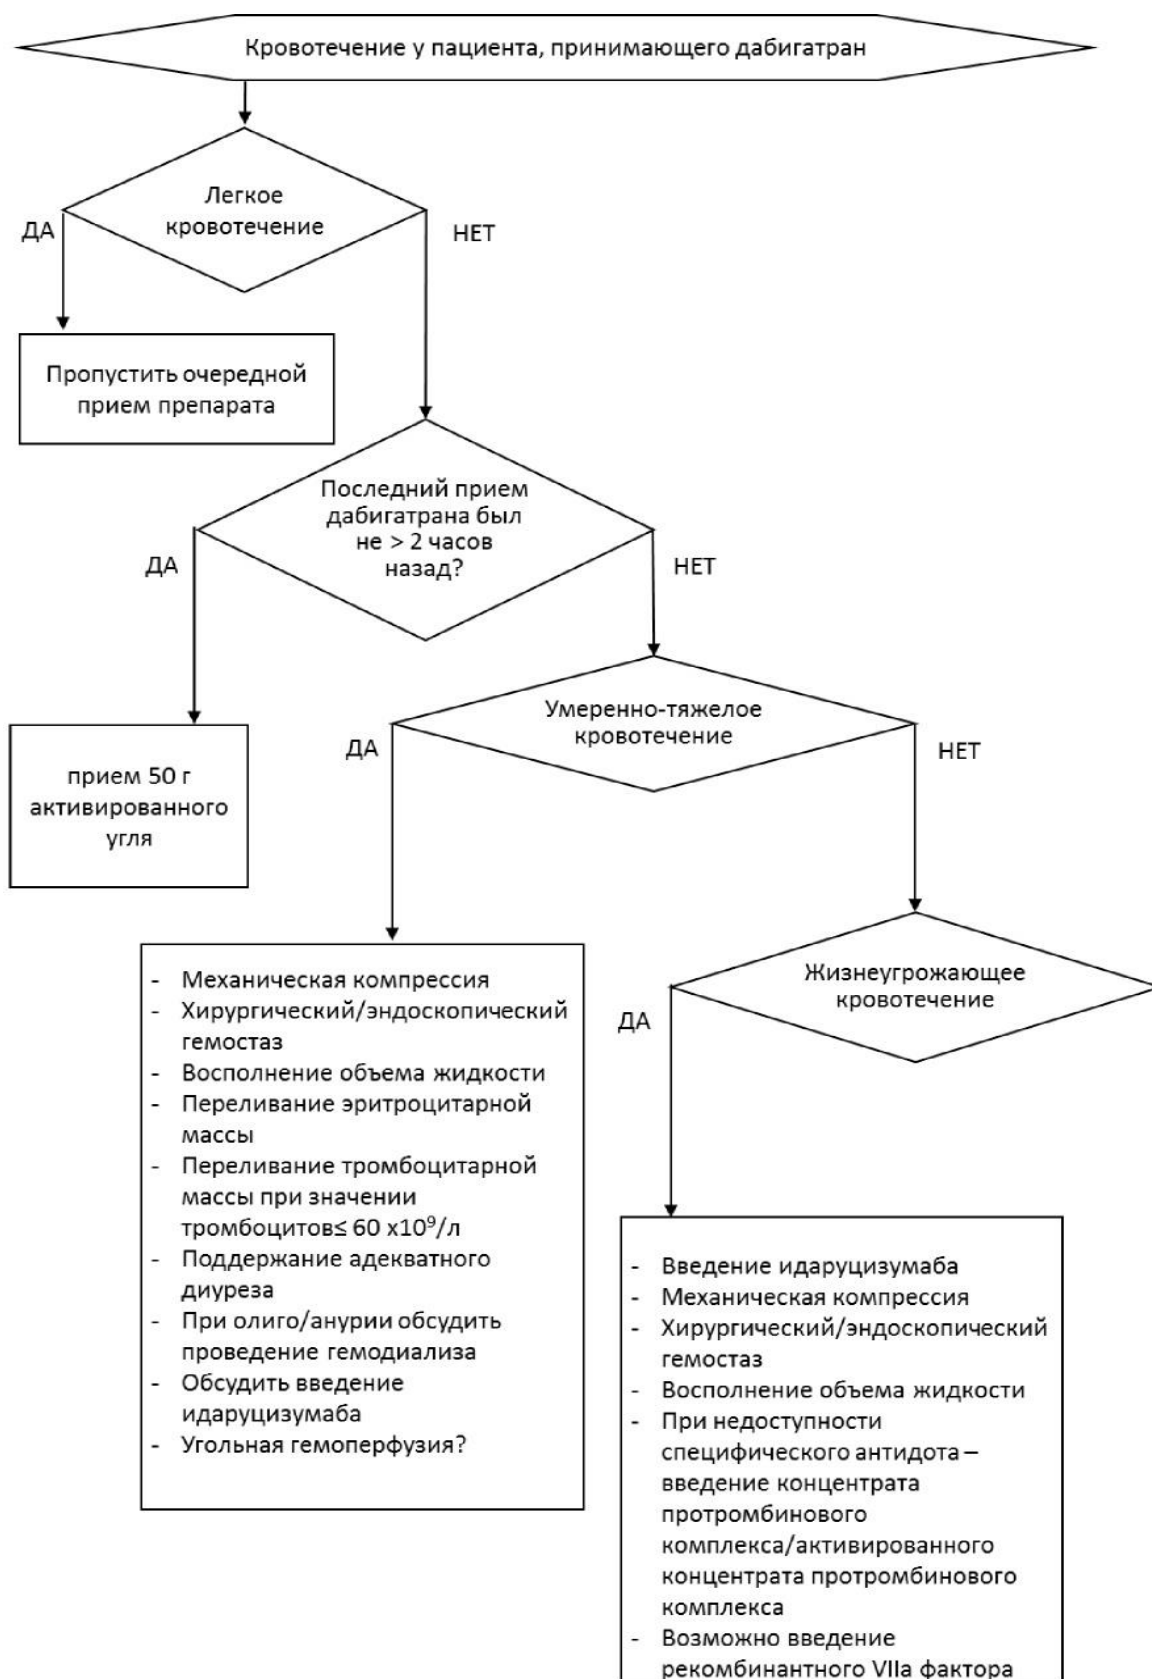 Кровотечение у пациента, принимающего дабигатран
Легкое
кровотечение
ДА
НЕТ
Пропустить очередной
прием препарата
Последний прием
дабигатрана был
не > 2 часов
назад?
ДА
НЕТ
прием 50 г
активированного
угля
Умеренно-тяжелое
кровотечение
ДА
НЕТ
- Механическая компрессия
- Хирургический/эндоскопический
гемостаз
- Восполнение объема жидкости
- Переливание эритроцитарной
массы
- Переливание тромбоцитарной
массы при значении
тромбоцитов≤ 60 х10⁹/л
- Поддержание адекватного
диуреза
- При олиго/анурии обсудить
проведение гемодиализа
- Обсудить введение
идаруцизумаба
- Угольная гемоперфузия?
Жизнеугрожающее
кровотечение
ДА
- Введение идаруцизумаба
- Механическая компрессия
- Хирургический/эндоскопический
гемостаз
- Восполнение объема жидкости
- При недоступности
специфического антидота –
введение концентрата
протромбинового
комплекса/активированного
концентрата протромбинового
комплекса
- Возможно введение
рекомбинантного VIIa фактора